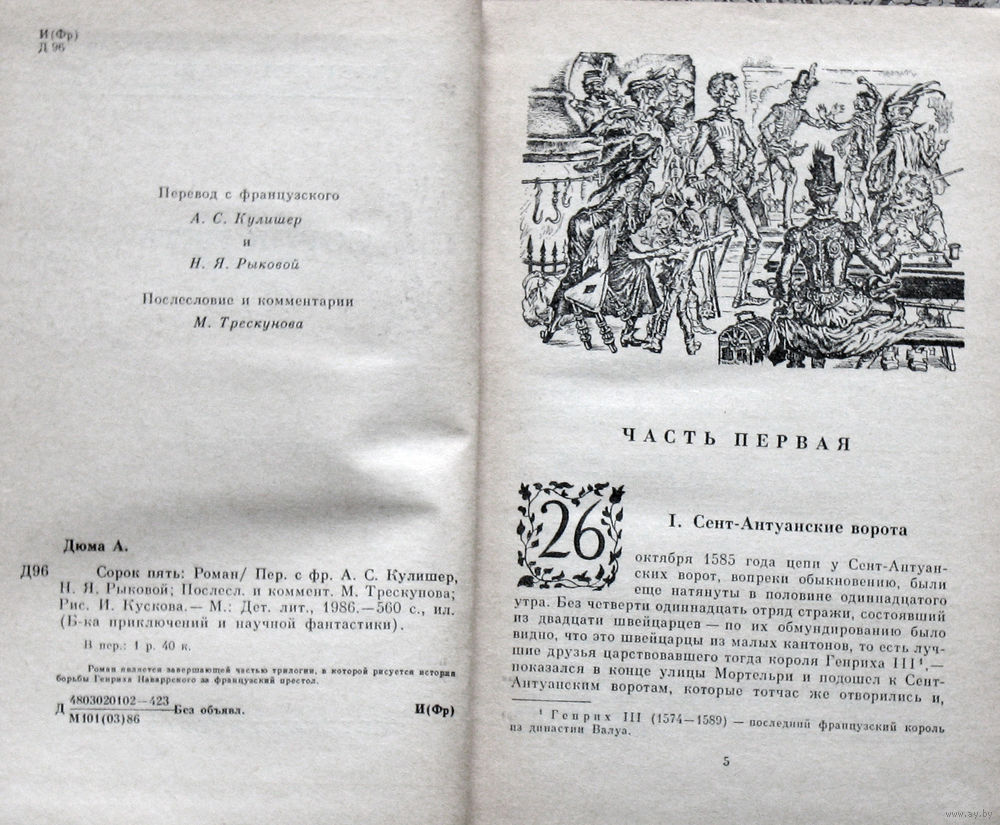 И(Фр)
Д 96
Перевод с французского
А. С. Кулишер
и
Н. Я. Рыковой
Послесловие и комментарии
М. Трескунова
Дюма А.
Д96 Сорок пять: Роман/ Пер. с фр. А. С. Кулишер,
Н. Я. Рыковой; Послесл. и коммент. М. Трескунова;
Рис. И. Кускова.— М.: Дет. лит., 1986.—560 с., ил.
(Б-ка приключений и научной фантастики).
В пер.: 1 р. 40 к.
Роман является завершающей частью трилогии, в которой рисуется история
борьбы Генриха Наваррского за французский престол.
Д 4803020102—423
М101(03)86
Без объявл. И(Фр)
ЧАСТЬ ПЕРВАЯ
I. Сент-Антуанские ворота
26 октября 1585 года цепи у Сент-Антуан-
ских ворот, вопреки обыкновению, были
еще натянуты в половине одиннадцатого
утра. Без четверти одиннадцать отряд стражи, состоявший
из двадцати швейцарцев — по их обмундированию было
видно, что это швейцарцы из малых кантонов, то есть луч-
шие друзья царствовавшего тогда короля Генриха III¹,—
показался в конце улицы Мортельри и подошел к Сент-
Антуанским воротам, которые тотчас же отворились и,
¹ Генрих III (1574—1589) — последний французский король
из династии Валуа.
5
www.ay.by